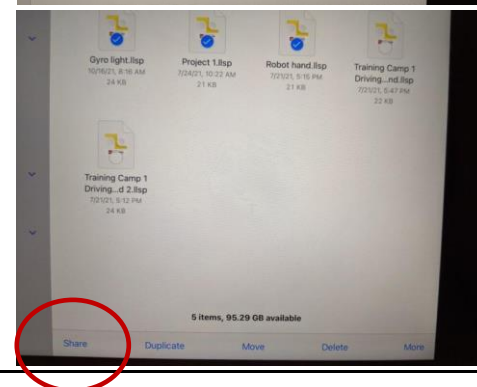 Gyro light.llsp
10/18/21, 8:18 AM
24 KB
Project 1.llsp
7/24/21, 10:22 AM
21 KB
Robot hand.llsp
7/21/21, 5:15 PM
21 KB
Training Camp 1
Driving...nd.llsp
7/21/21, 5:47 PM
22 KB
Training Camp 1
Driving...d 2.llsp
7/21/21, 5:12 PM
24 KB
5 items, 95.29 GB available
Share
Duplicate
Move
Delete
More